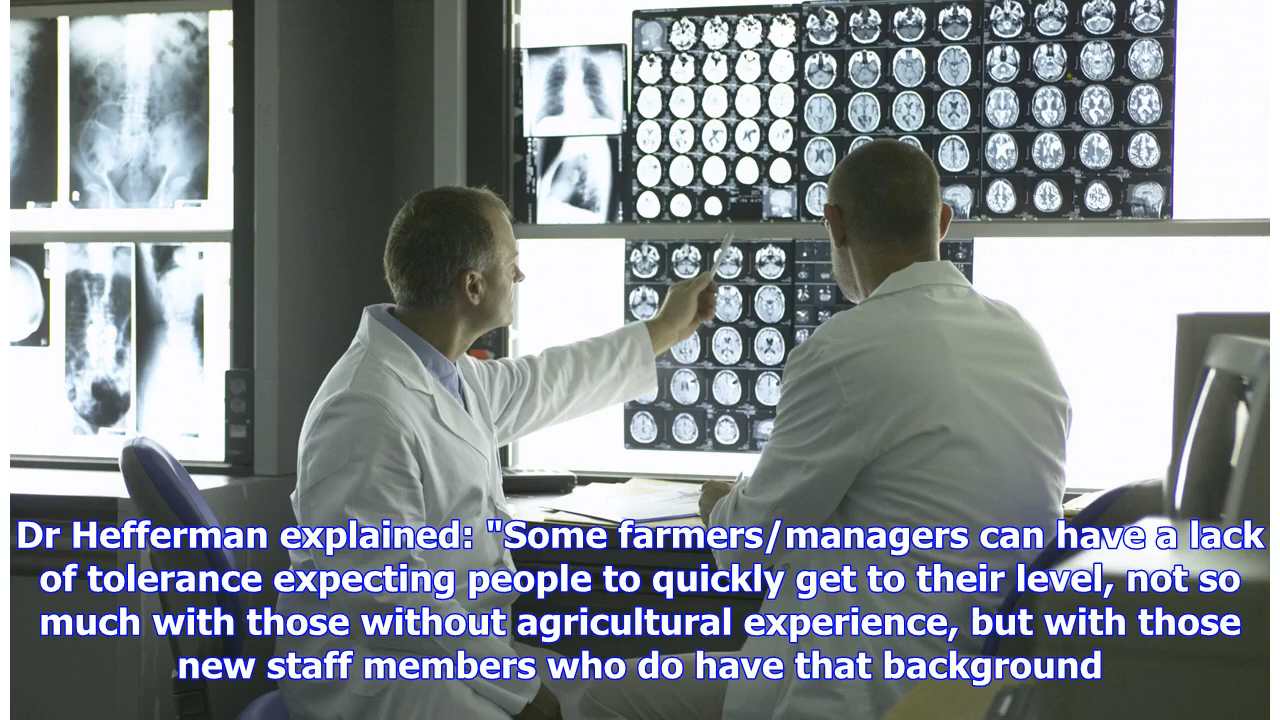 Dr Hefferman explained: "Some farmers/managers can have a lack
of tolerance expecting people to quickly get to their level, not so
much with those without agricultural experience, but with those
new staff members who do have that background